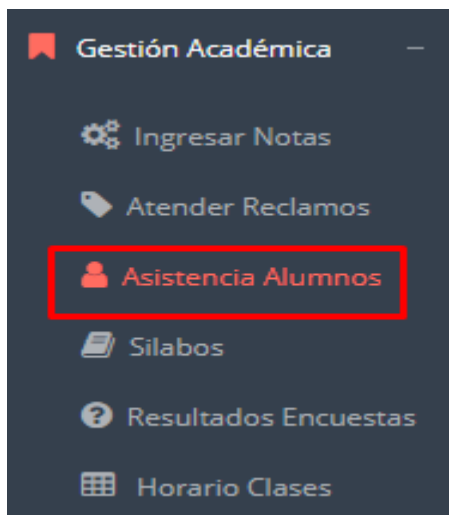 Gestión Académica
Ingresar Notas
Atender Reclamos
Asistencia Alumnos
Silabos
Resultados Encuestas
Horario Clases